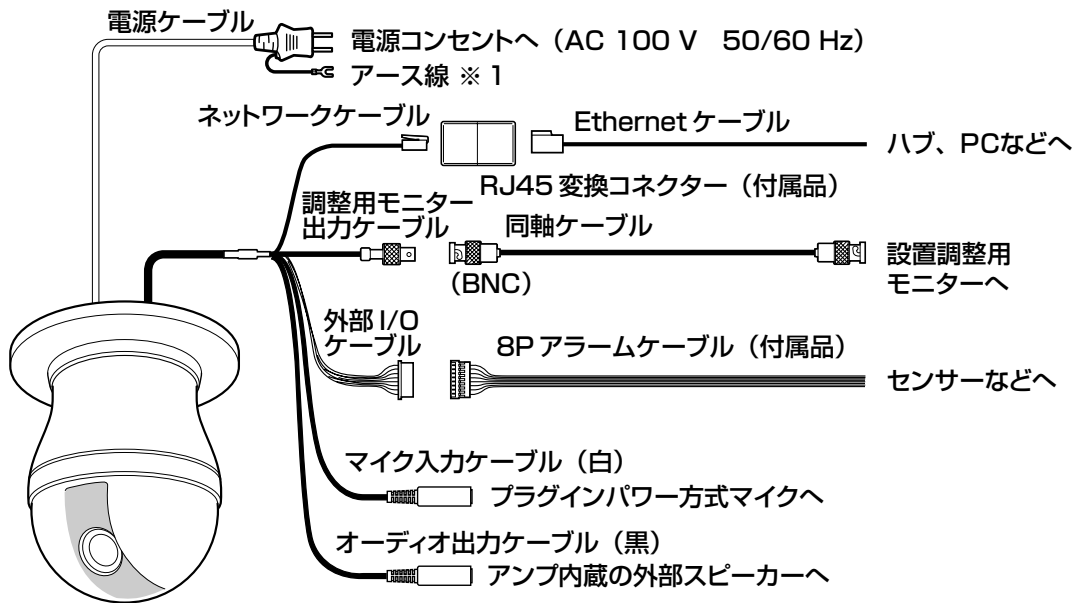 電源ケーブル
電源コンセントへ（AC 100 V　50/60 Hz）
アース線 ※ 1
ネットワークケーブル
Ethernet ケーブル
ハブ、PCなどへ
RJ45 変換コネクター（付属品）
調整用モニター
出力ケーブル
同軸ケーブル
（BNC）
設置調整用
モニターへ
外部 I/O
ケーブル
8P アラームケーブル（付属品）
センサーなどへ
マイク入力ケーブル（白）
プラグインパワー方式マイクへ
オーディオ出力ケーブル（黒）
アンプ内蔵の外部スピーカーへ